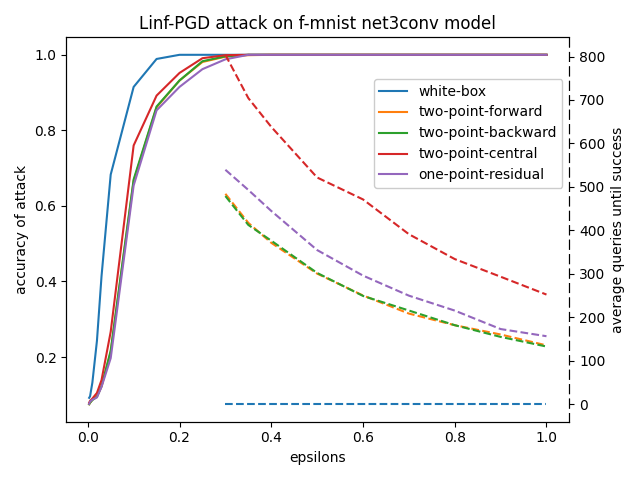 Linf-PGD attack on f-mnist net3conv model
accuracy of attack
1.0
0.8
0.6
0.4
0.2
white-box
two-point-forward
two-point-backward
two-point-central
one-point-residual
800
700
600
500
400
300
200
100
0
average queries until success
0.0 0.2 0.4 0.6 0.8 1.0
epsilons